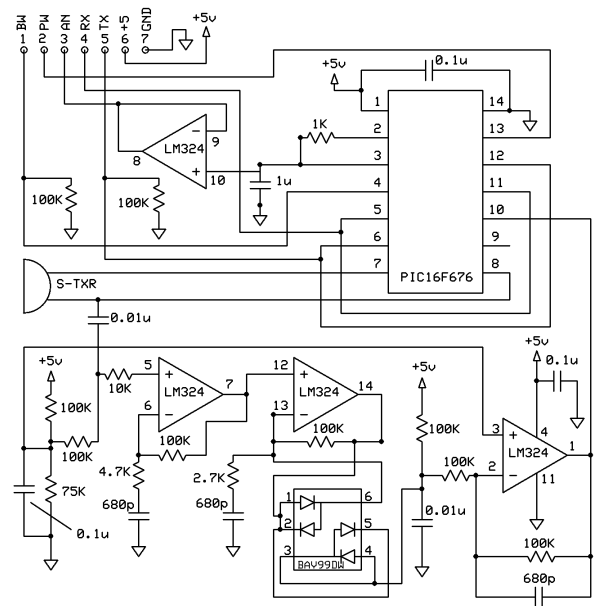 BW PW AN RX TX +5 GND
1 2 3 4 5 6 7
+5v
+5v
0.1u
1 14
1K
2 13
LM324
9
8
10
1u
3 12
4 11
100K
100K
5 10
6 9
7 8
PIC16F676
S-TXR
0.01u
+5v
10K
5
LM324
7
6
12
LM324
14
13
+5v
+5v
0.1u
100K
100K
100K
100K
100K
4.7K
2.7K
680p
680p
75K
0.1u
1 6
2 5
3 4
BAV99DW
100K
0.01u
3
4
LM324
1
2
11
100K
680p